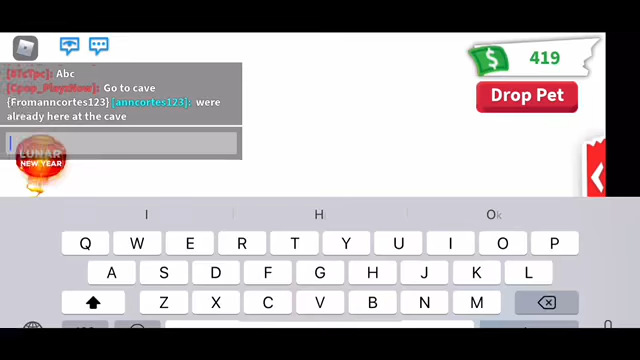 419
[8TcTpc]: Abc
[Cpop_PlayzNow]: Go to cave
{Fromanncortes123} [anncortes123]: were
already here at the cave
Drop Pet
LUNAR
NEW YEAR
I H Ok
Q W E R T Y U I O P
A S D F G H J K L
Z X C V B N M